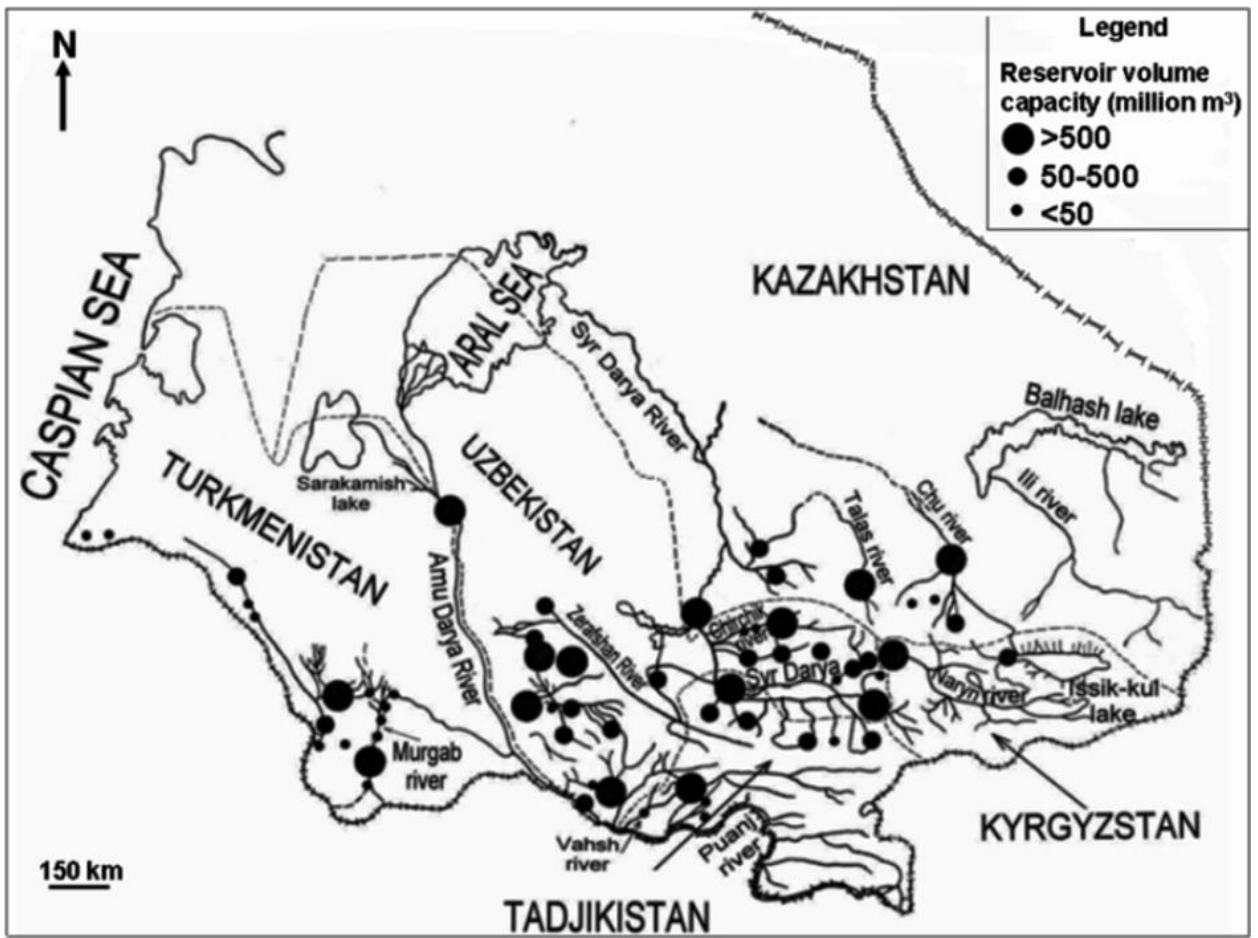 N
Legend
Reservoir volume
capacity (million m³)
>500
50-500
<50
CASPIAN SEA
ARAL SEA
KAZAKHSTAN
Syr Darya River
Balhash lake
Ili river
Chu river
Talas river
TURKMENISTAN
Sarakamish
lake
UZBEKISTAN
Amu Darya River
Zerafshan River
Chirchik
river
Syr Darya
Naryn river
Issik-kul
lake
Murgab
river
Vahsh
river
Puanj
river
KYRGYZSTAN
150 km
TADJIKISTAN